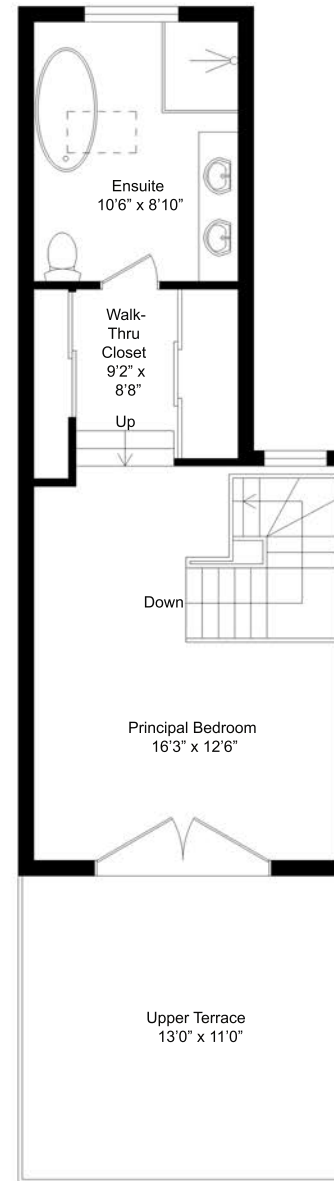 Ensuite
10’6” x 8’10”
Walk-
Thru
Closet
9’2” x
8’8”
Up
Down
Principal Bedroom
16’3” x 12’6”
Upper Terrace
13’0” x 11’0”